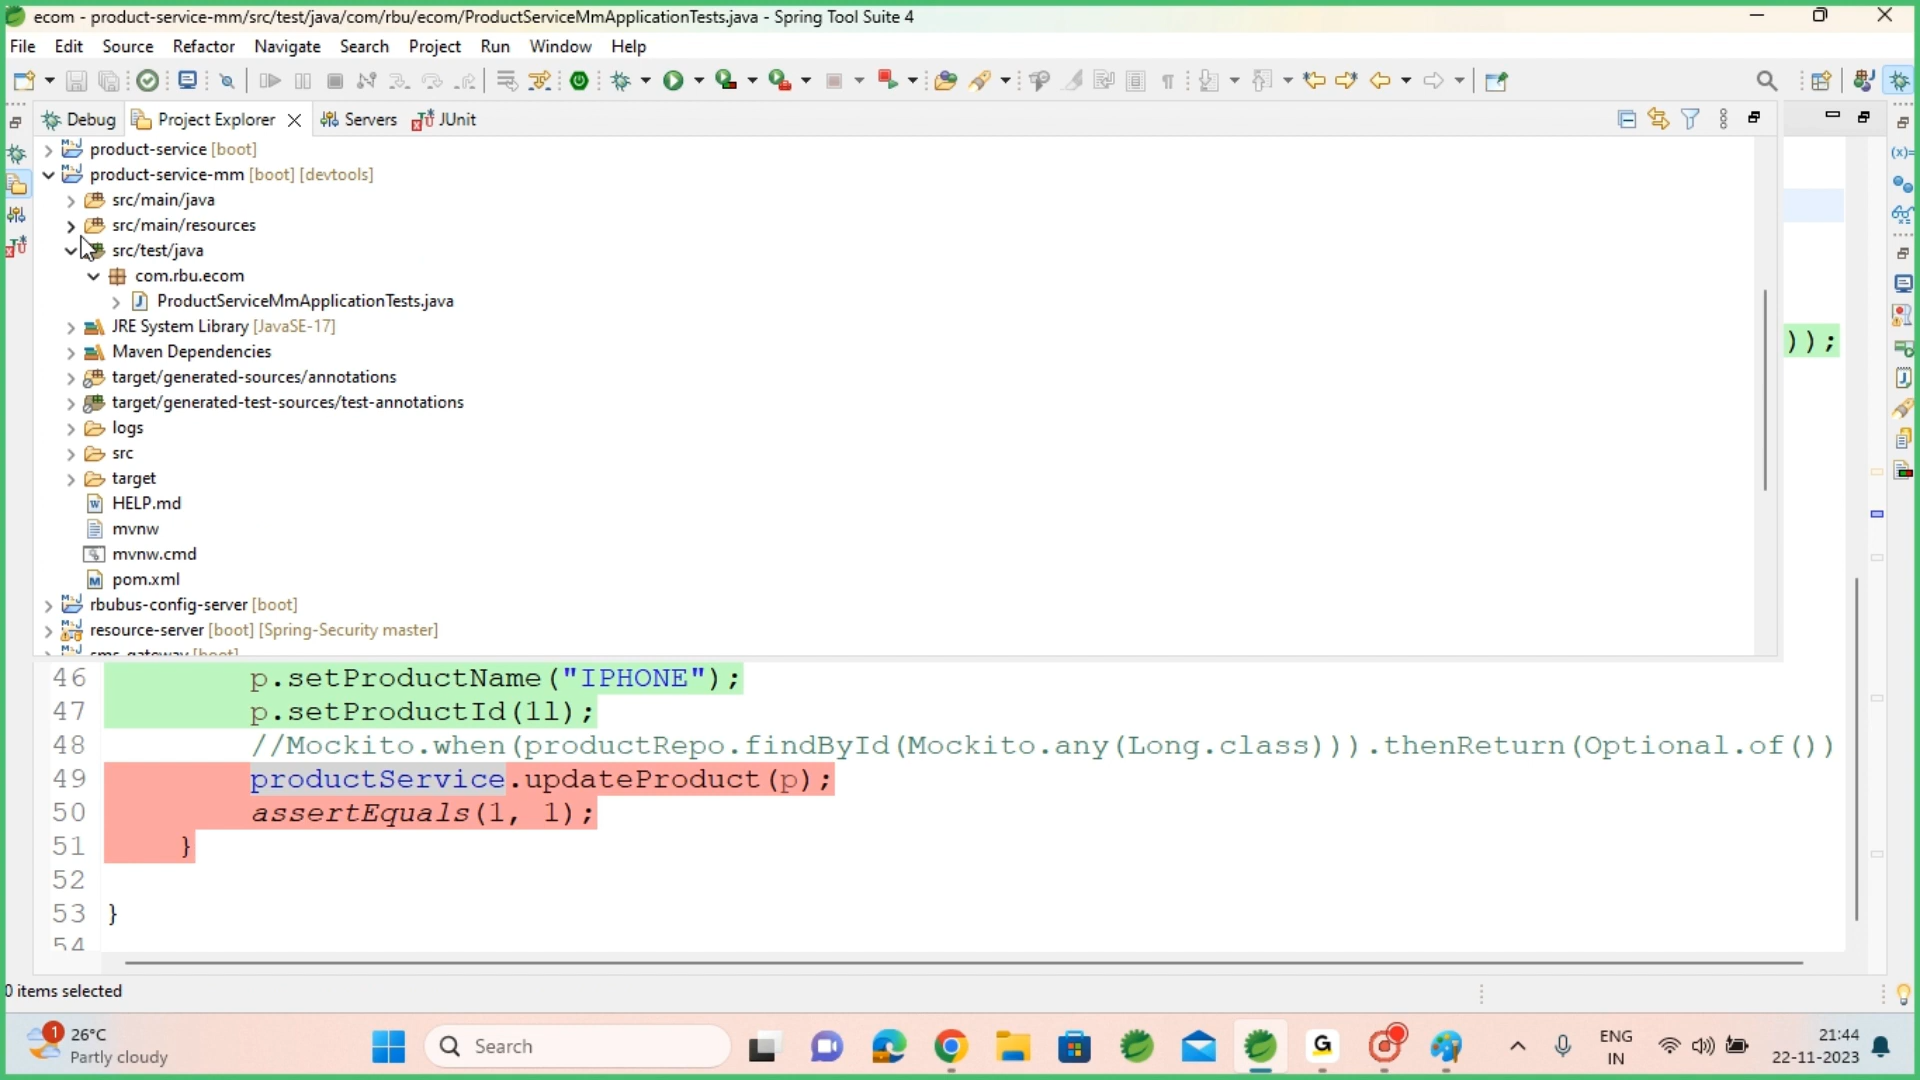 ecom - product-service-mm/src/test/java/com/rbu/ecom/ProductServiceMmApplicationTests.java - Spring Tool Suite 4
File Edit Source Refactor Navigate Search Project Run Window Help
Debug Project Explorer Servers JUnit
product-service [boot]
product-service-mm [boot] [devtools]
src/main/java
src/main/resources
src/test/java
com.rbu.ecom
ProductServiceMmApplicationTests.java
JRE System Library [JavaSE-17]
));
Maven Dependencies
target/generated-sources/annotations
target/generated-test-sources/test-annotations
logs
src
target
HELP.md
mvnw
mvnw.cmd
pom.xml
rbubus-config-server [boot]
resource-server [boot] [Spring-Security master]
sms-gateway [boot]
46 p.setProductName("IPHONE");
47 p.setProductId(1l);
48 //Mockito.when(productRepo.findById(Mockito.any(Long.class))).thenReturn(Optional.of())
49 productService.updateProduct(p);
50 assertEquals(1, 1);
51 }
52
53 }
54
0 items selected
1 26°C
Partly cloudy
Search
ENG
IN
21:44
22-11-2023